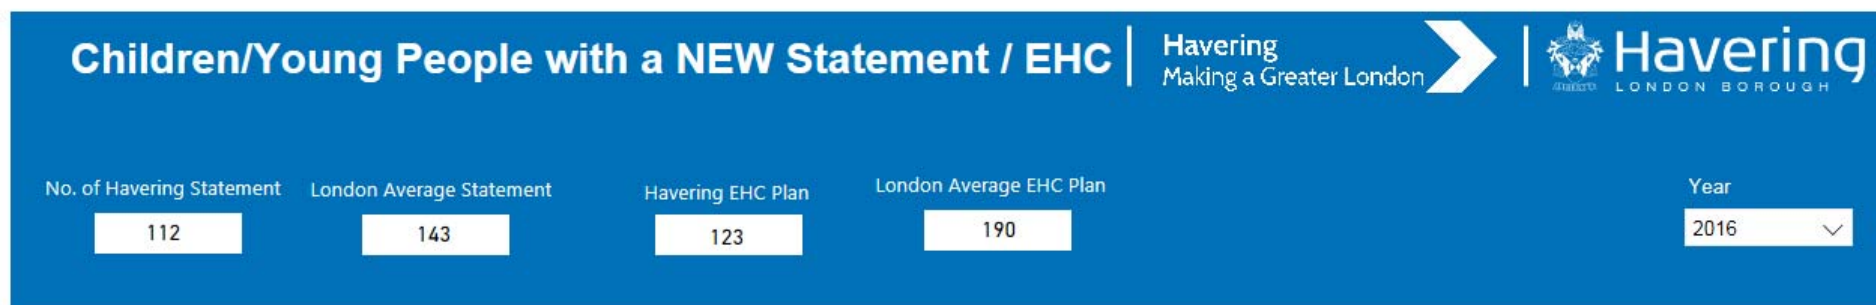 Children/Young People with a NEW Statement / EHC
Havering
Making a Greater London
Havering
LONDON BOROUGH
No. of Havering Statement
112
London Average Statement
143
Havering EHC Plan
123
London Average EHC Plan
190
Year
2016